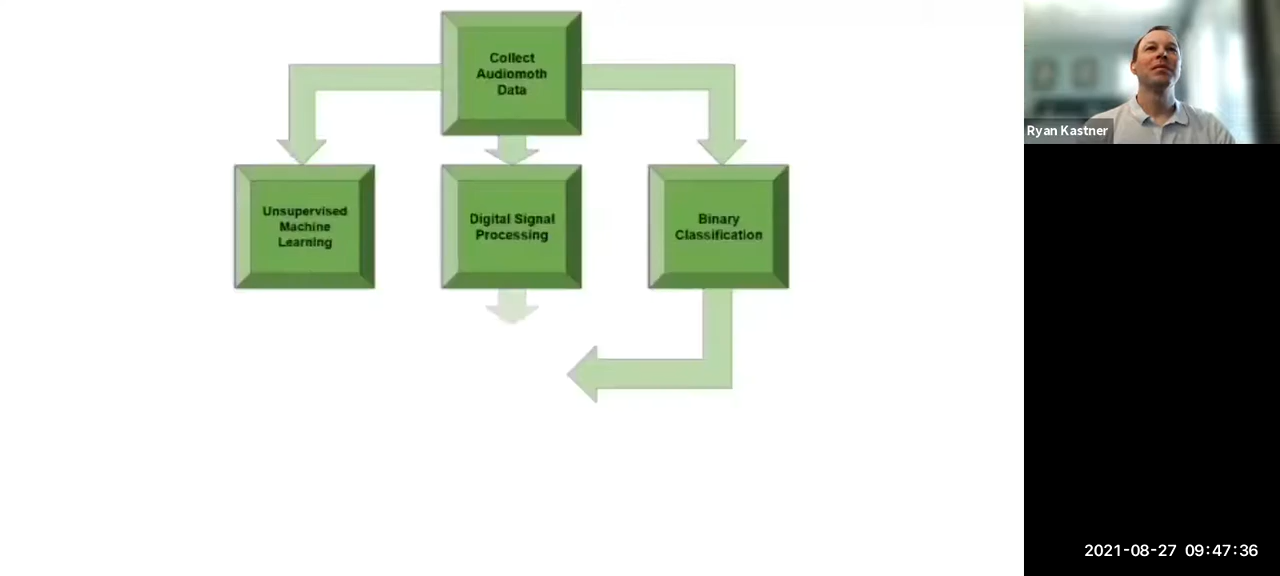 Collect
Audiomoth
Data
Unsupervised
Machine
Learning
Digital Signal
Processing
Binary
Classification
Ryan Kastner
2021-08-27 09:47:36